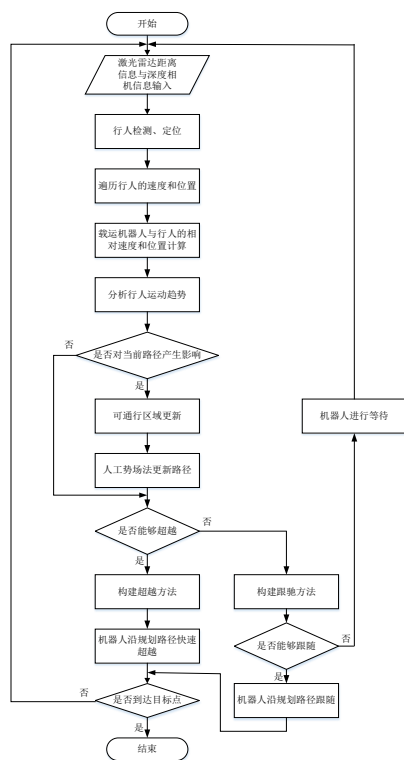 开始
激光雷达距离
信息与深度相
机信息输入
行人检测、定位
遍历行人的速度和位置
载运机器人与行人的相
对速度和位置计算
分析行人运动趋势
否
是否对当前路径产生影响
是
可通行区域更新
机器人进行等待
人工势场法更新路径
是否能够超越
否
是
构建超越方法
构建跟驰方法
机器人沿规划路径快速
超越
是否能够跟随
否
是
否
是否到达目标点
机器人沿规划路径跟随
是
结束